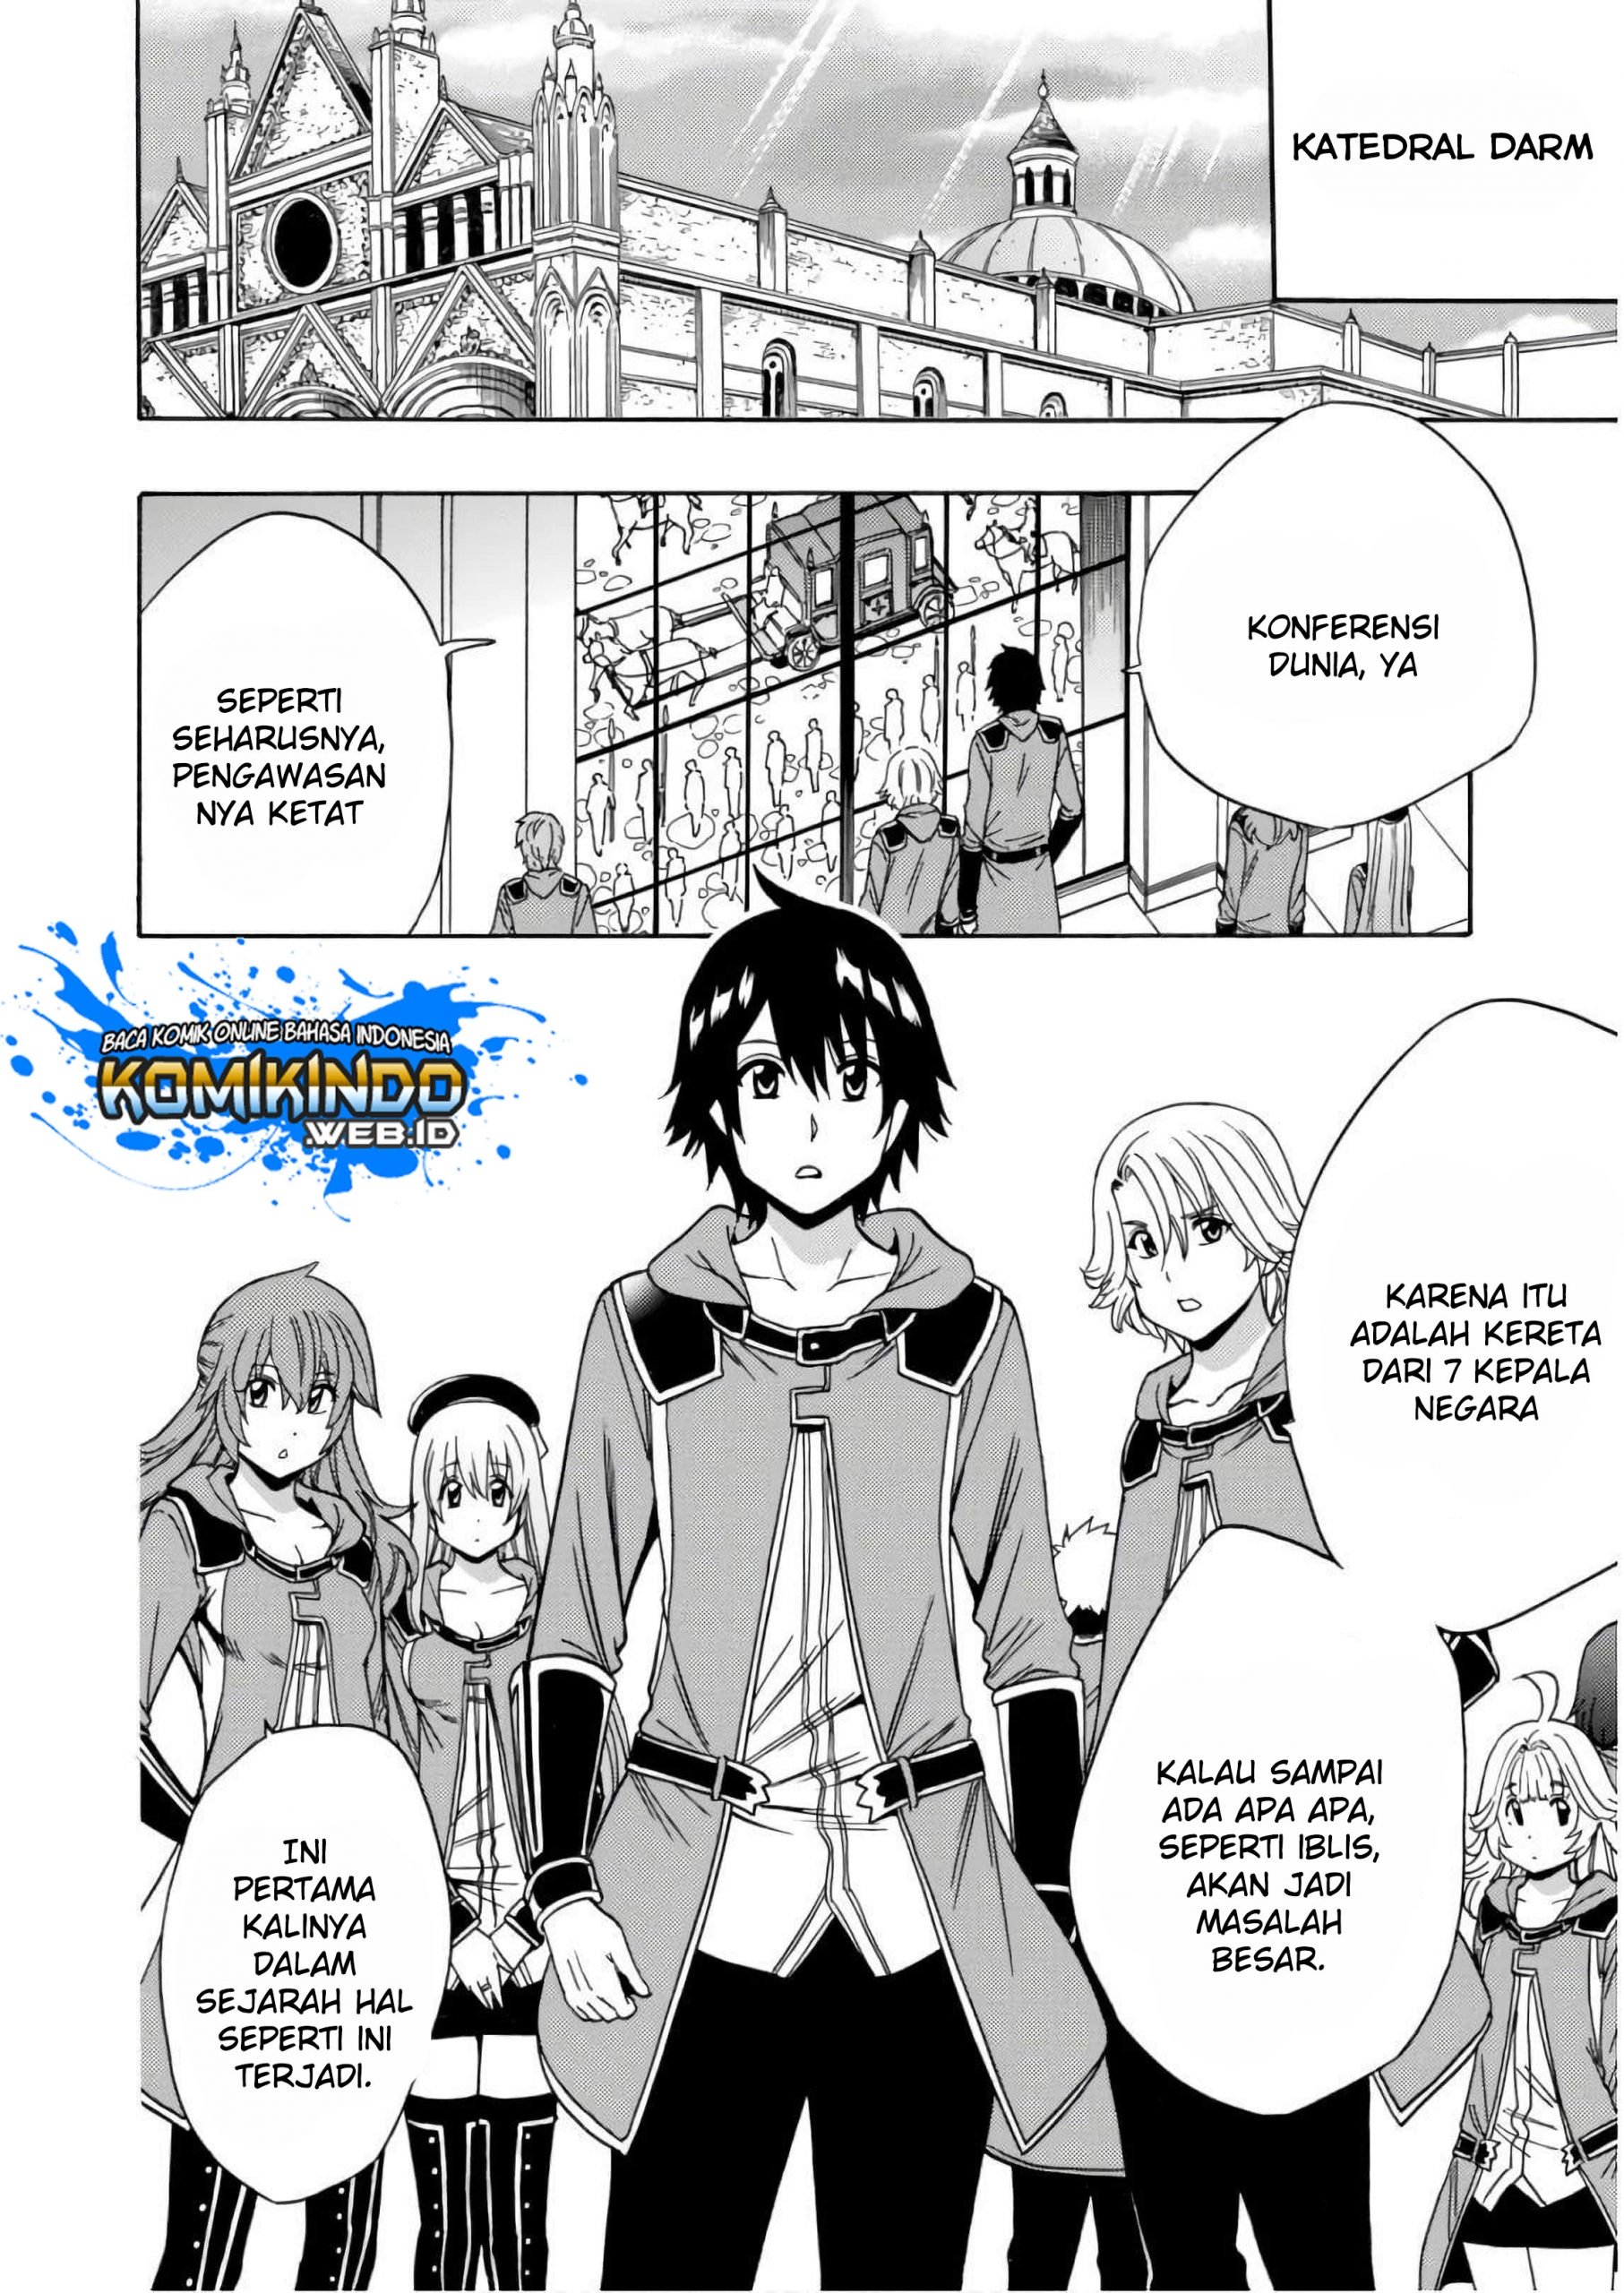 KATEDRAL DARM
KONFERENSI
DUNIA, YA
SEPERTI
SEHARUSNYA,
PENGAWASAN
NYA KETAT
BACA KOMIK ONLINE BAHASA INDONESIA
KOMIKINDO
.WEB.ID
KARENA ITU
ADALAH KERETA
DARI 7 KEPALA
NEGARA
KALAU SAMPAI
ADA APA APA,
SEPERTI IBLIS,
AKAN JADI
MASALAH
BESAR.
INI
PERTAMA
KALINYA
DALAM
SEJARAH HAL
SEPERTI INI
TERJADI.